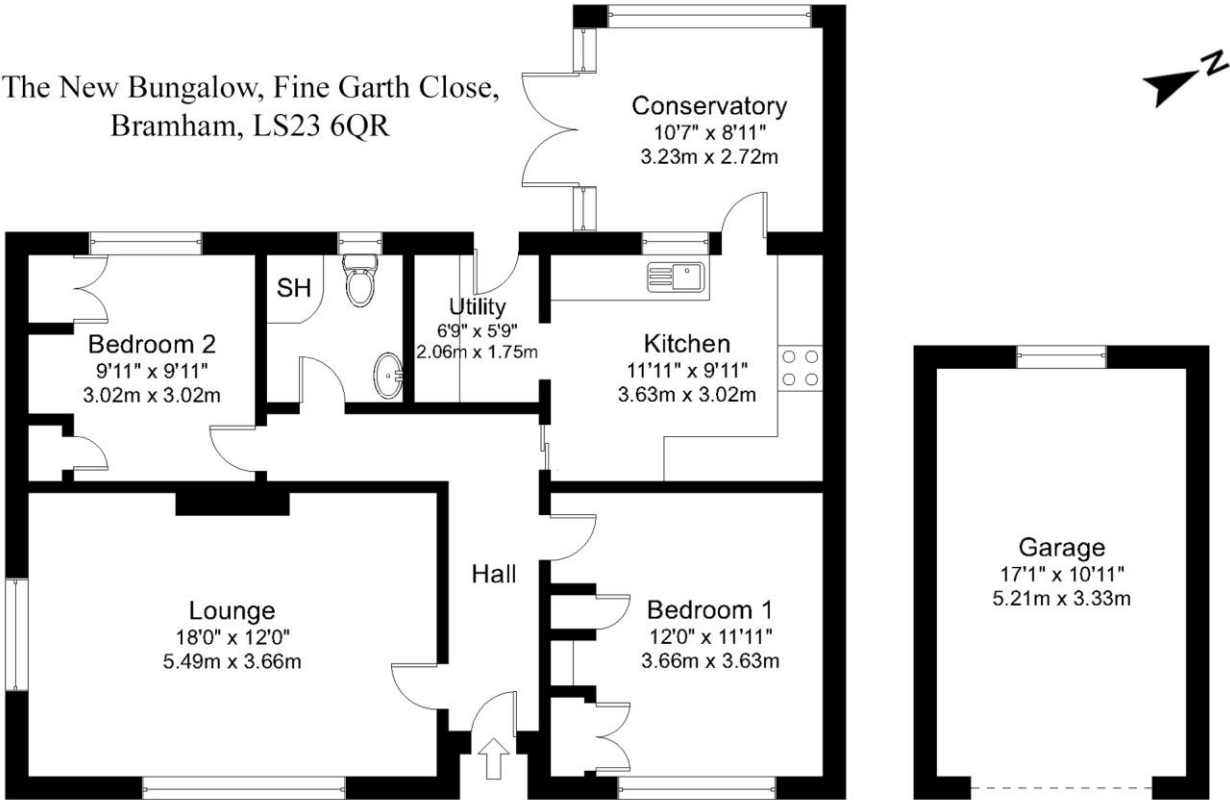 The New Bungalow, Fine Garth Close,
Bramham, LS23 6QR
N
Conservatory
10'7" x 8'11"
3.23m x 2.72m
SH
Utility
6'9" x 5'9"
2.06m x 1.75m
Bedroom 2
9'11" x 9'11"
3.02m x 3.02m
Kitchen
11'11" x 9'11"
3.63m x 3.02m
Hall
Lounge
18'0" x 12'0"
5.49m x 3.66m
Bedroom 1
12'0" x 11'11"
3.66m x 3.63m
Garage
17'1" x 10'11"
5.21m x 3.33m